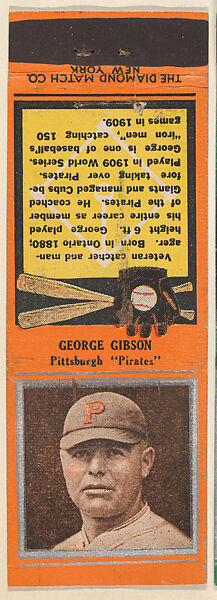 THE DIAMOND MATCH CO.
NEW YORK
Veteran catcher and man-
ager. Born in Ontario 1880;
height 6 ft. George played
his entire career as member
of the Pirates. He coached
Giants and managed Cubs be-
fore taking over Pirates.
Played in 1909 World Series.
George is one of baseball's
"iron men", catching 150
games in 1909.
GEORGE GIBSON
Pittsburgh "Pirates"
P